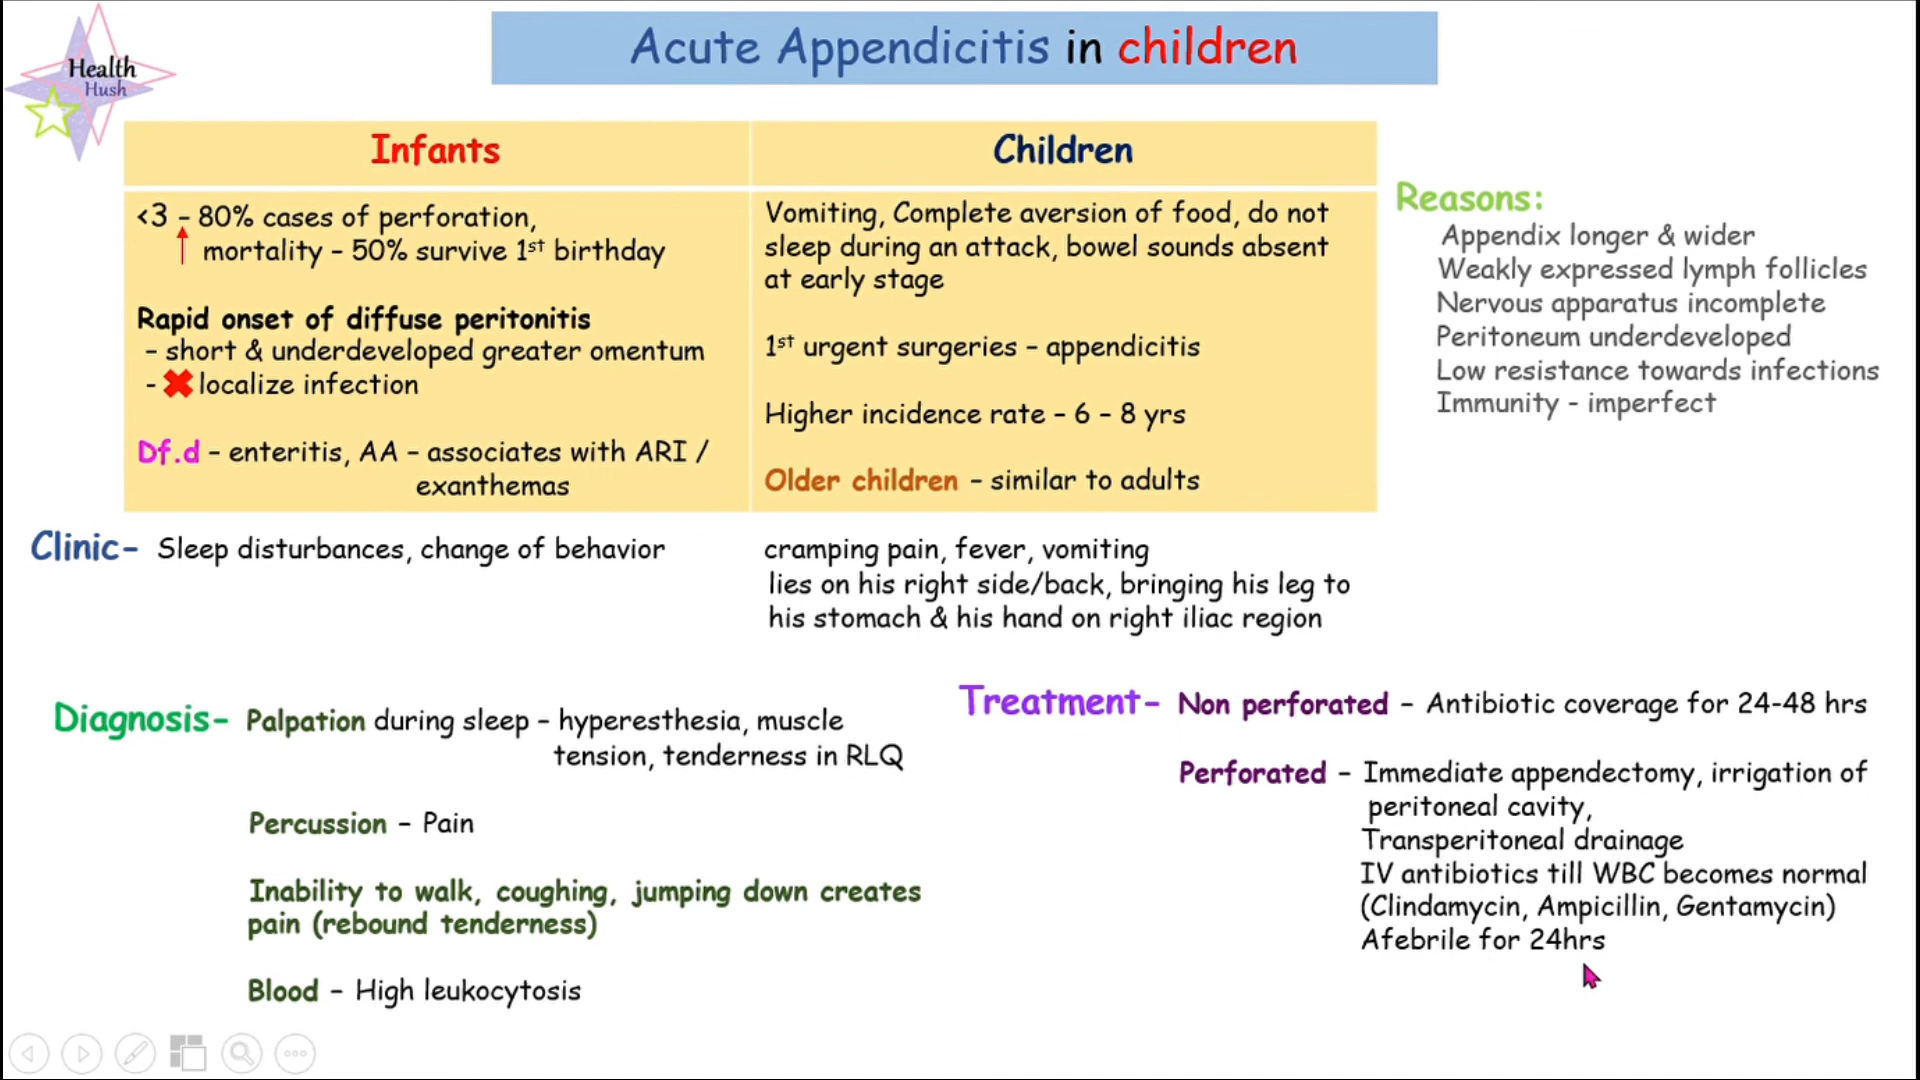 Health
Hush
Acute Appendicitis in children
Infants
<3 – 80% cases of perforation,
mortality – 50% survive 1st birthday
Rapid onset of diffuse peritonitis
– short & underdeveloped greater omentum
- localize infection
Df.d – enteritis, AA – associates with ARI /
exanthemas
Children
Vomiting, Complete aversion of food, do not
sleep during an attack, bowel sounds absent
at early stage
1st urgent surgeries – appendicitis
Higher incidence rate – 6 – 8 yrs
Older children – similar to adults
Reasons:
Appendix longer & wider
Weakly expressed lymph follicles
Nervous apparatus incomplete
Peritoneum underdeveloped
Low resistance towards infections
Immunity - imperfect
Clinic- Sleep disturbances, change of behavior
cramping pain, fever, vomiting
lies on his right side/back, bringing his leg to
his stomach & his hand on right iliac region
Diagnosis- Palpation during sleep – hyperesthesia, muscle
tension, tenderness in RLQ
Percussion – Pain
Inability to walk, coughing, jumping down creates
pain (rebound tenderness)
Blood – High leukocytosis
Treatment- Non perforated – Antibiotic coverage for 24-48 hrs
Perforated – Immediate appendectomy, irrigation of
peritoneal cavity,
Transperitoneal drainage
IV antibiotics till WBC becomes normal
(Clindamycin, Ampicillin, Gentamycin)
Afebrile for 24hrs